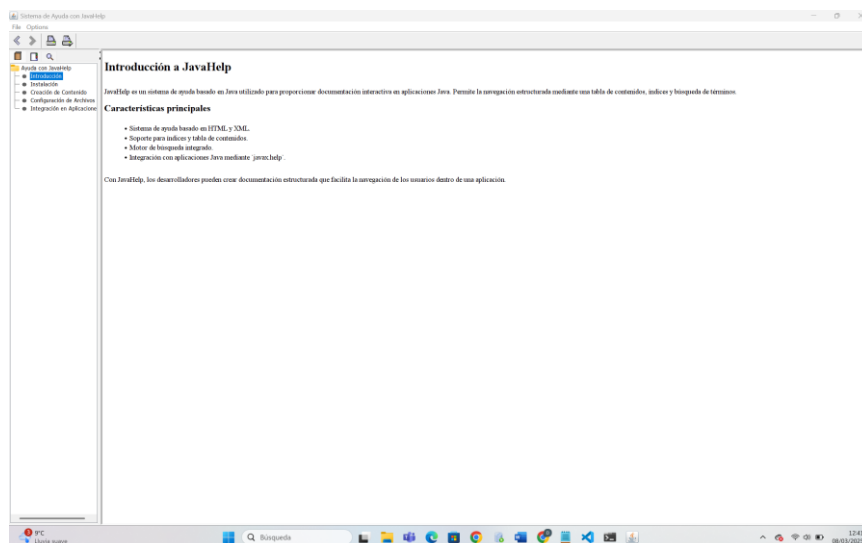 Sistema de Ayuda con JavaHelp
File Options
Ayuda con JavaHelp
Introducción
Instalación
Creación de Contenido
Configuración de Archivos
Integración en Aplicacione
Introducción a JavaHelp
JavaHelp es un sistema de ayuda basado en Java utilizado para proporcionar documentación interactiva en aplicaciones Java. Permite la navegación estructurada mediante una tabla de contenidos, índices y búsqueda de términos.
Características principales
Sistema de ayuda basado en HTML y XML.
Soporte para índices y tabla de contenidos.
Motor de búsqueda integrado.
Integración con aplicaciones Java mediante `javax.help`.
Con JavaHelp, los desarrolladores pueden crear documentación estructurada que facilita la navegación de los usuarios dentro de una aplicación.
9°C
Lluvia suave
Búsqueda
12:41
08/03/2025